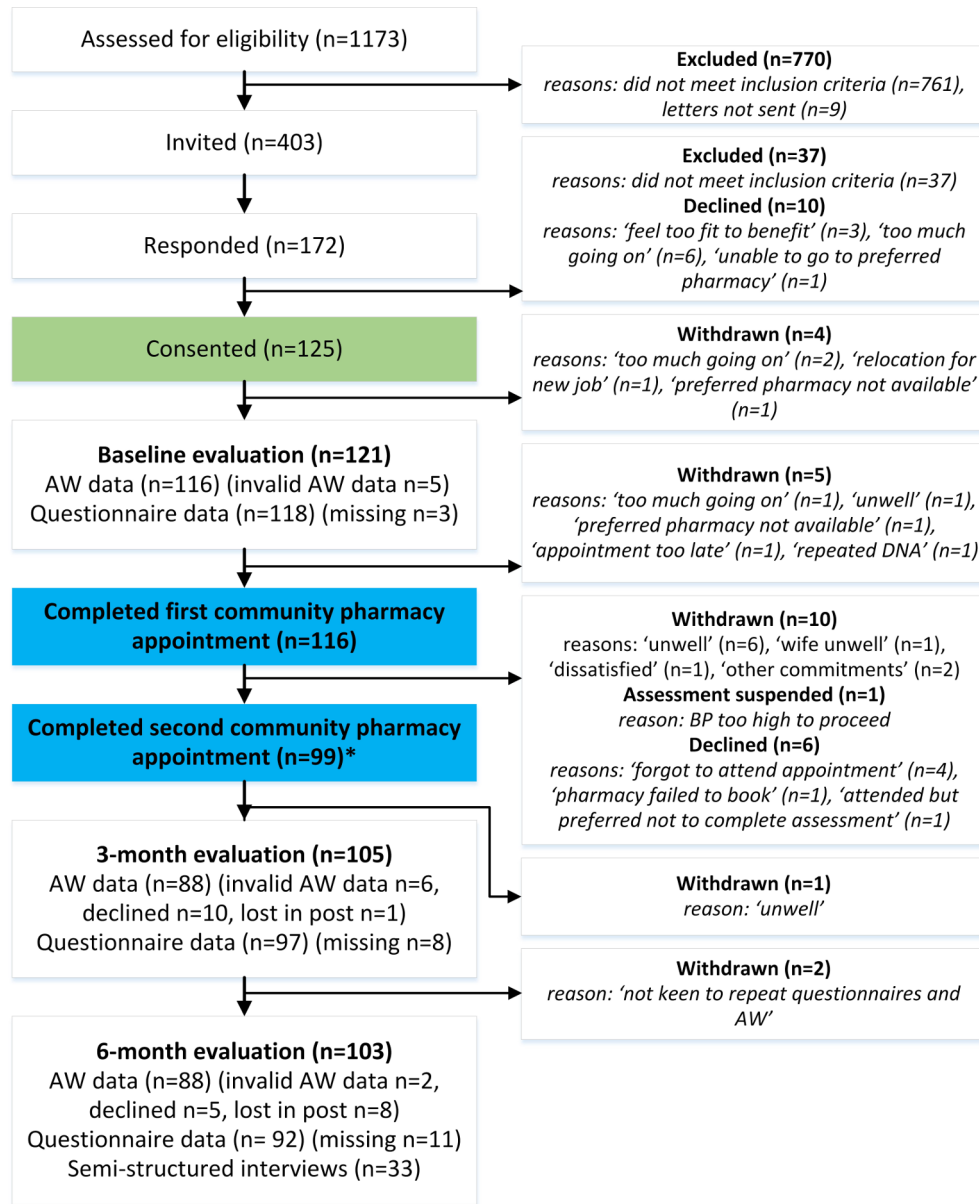 Assessed for eligibility (n=1173)
Excluded (n=770)
reasons: did not meet inclusion criteria (n=761),
letters not sent (n=9)
Invited (n=403)
Excluded (n=37)
reasons: did not meet inclusion criteria (n=37)
Declined (n=10)
reasons: ‘feel too fit to benefit’ (n=3), ‘too much
going on’ (n=6), ‘unable to go to preferred
pharmacy’ (n=1)
Responded (n=172)
Consented (n=125)
Withdrawn (n=4)
reasons: ‘too much going on’ (n=2), ‘relocation for
new job’ (n=1), ‘preferred pharmacy not available’
(n=1)
Baseline evaluation (n=121)
AW data (n=116) (invalid AW data n=5)
Questionnaire data (n=118) (missing n=3)
Withdrawn (n=5)
reasons: ‘too much going on’ (n=1), ‘unwell’ (n=1),
‘preferred pharmacy not available’ (n=1),
‘appointment too late’ (n=1), ‘repeated DNA’ (n=1)
Completed first community pharmacy
appointment (n=116)
Withdrawn (n=10)
reasons: ‘unwell’ (n=6), ‘wife unwell’ (n=1),
‘dissatisfied’ (n=1), ‘other commitments’ (n=2)
Assessment suspended (n=1)
reason: BP too high to proceed
Declined (n=6)
reasons: ‘forgot to attend appointment’ (n=4),
‘pharmacy failed to book’ (n=1), ‘attended but
preferred not to complete assessment’ (n=1)
Completed second community pharmacy
appointment (n=99)*
Withdrawn (n=1)
reason: ‘unwell’
3-month evaluation (n=105)
AW data (n=88) (invalid AW data n=6,
declined n=10, lost in post n=1)
Questionnaire data (n=97) (missing n=8)
Withdrawn (n=2)
reason: ‘not keen to repeat questionnaires and
AW’
6-month evaluation (n=103)
AW data (n=88) (invalid AW data n=2,
declined n=5, lost in post n=8)
Questionnaire data (n= 92) (missing n=11)
Semi-structured interviews (n=33)